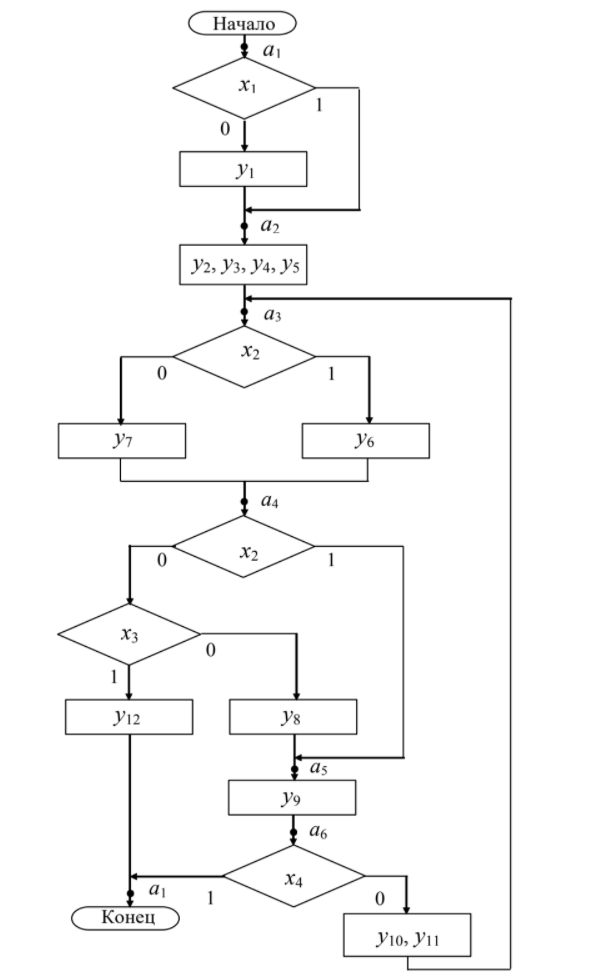 Начало
a₁
x₁
1
0
y₁
a₂
y₂, y₃, y₄, y₅
a₃
x₂
0 1
y₇ y₆
a₄
x₂
0 1
x₃
0
1
y₁₂ y₈
a₅
y₉
a₆
x₄
a₁ 1 0
Конец
y₁₀, y₁₁